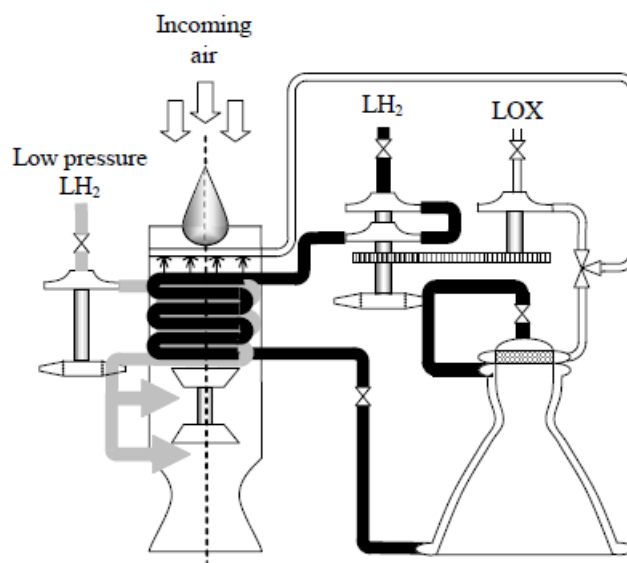 Incoming
air
LH₂
LOX
Low pressure
LH₂